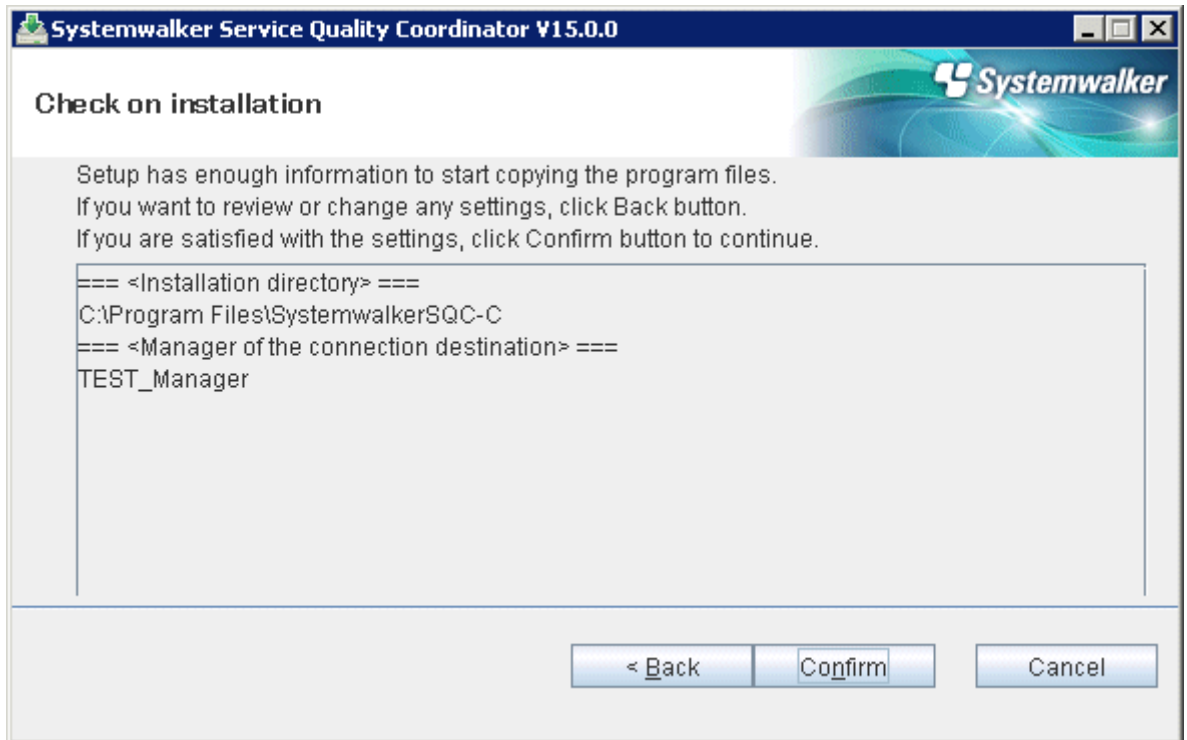 Systemwalker Service Quality Coordinator V15.0.0
Systemwalker
Check on installation
Setup has enough information to start copying the program files.
If you want to review or change any settings, click Back button.
If you are satisfied with the settings, click Confirm button to continue.
=== <Installation directory> ===
C:\Program Files\SystemwalkerSQC-C
=== <Manager of the connection destination> ===
TEST_Manager
< Back
Confirm
Cancel